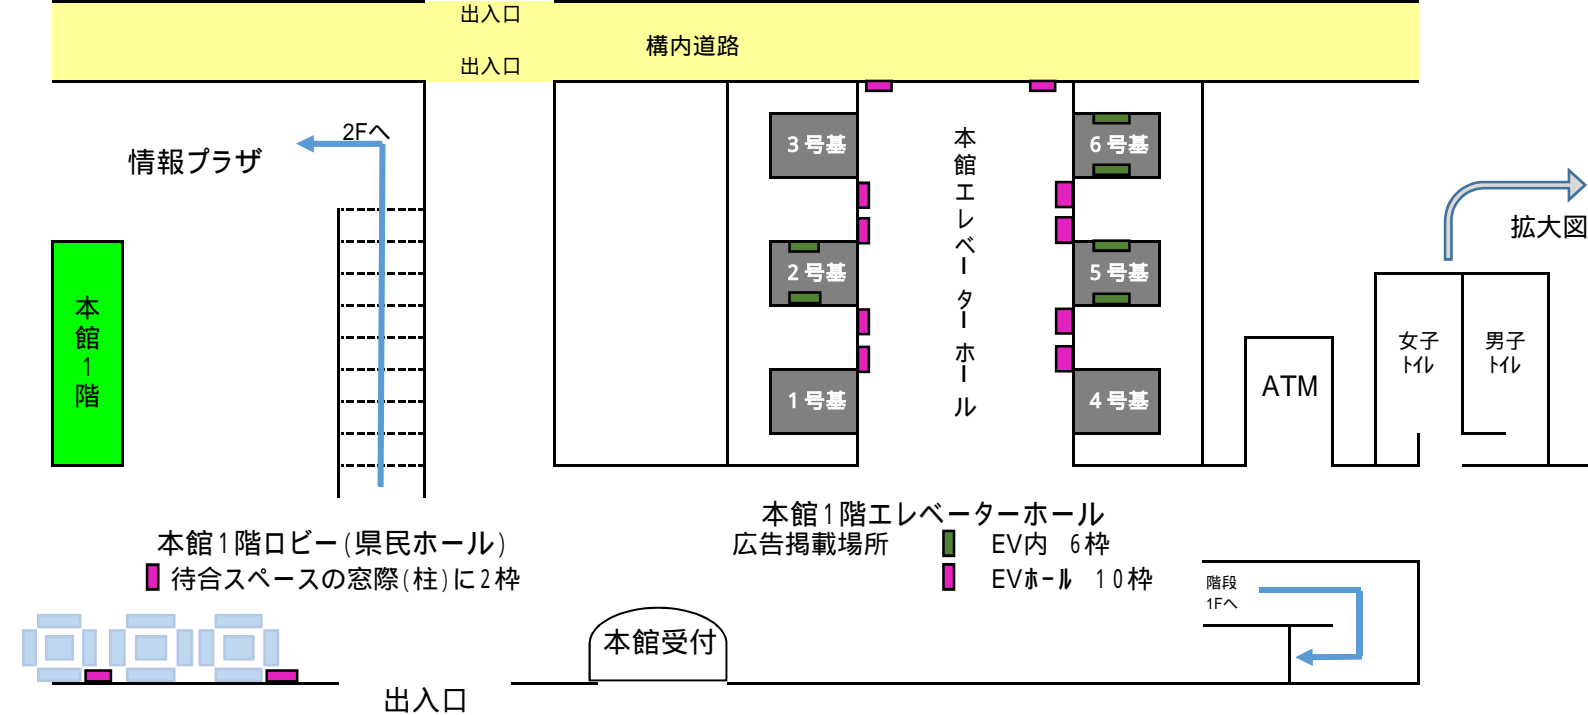 出入口
構内道路
出入口
2Fへ
情報プラザ
本館1階
3号基
2号基
1号基
本館エレベーターホール
6号基
5号基
4号基
拡大図
女子
トイレ
男子
トイレ
ATM
本館1階ロビー(県民ホール)
待合スペースの窓際(柱)に2枠
本館1階エレベーターホール
広告掲載場所 EV内 6枠
EVホール 10枠
階段
1Fへ
本館受付
出入口